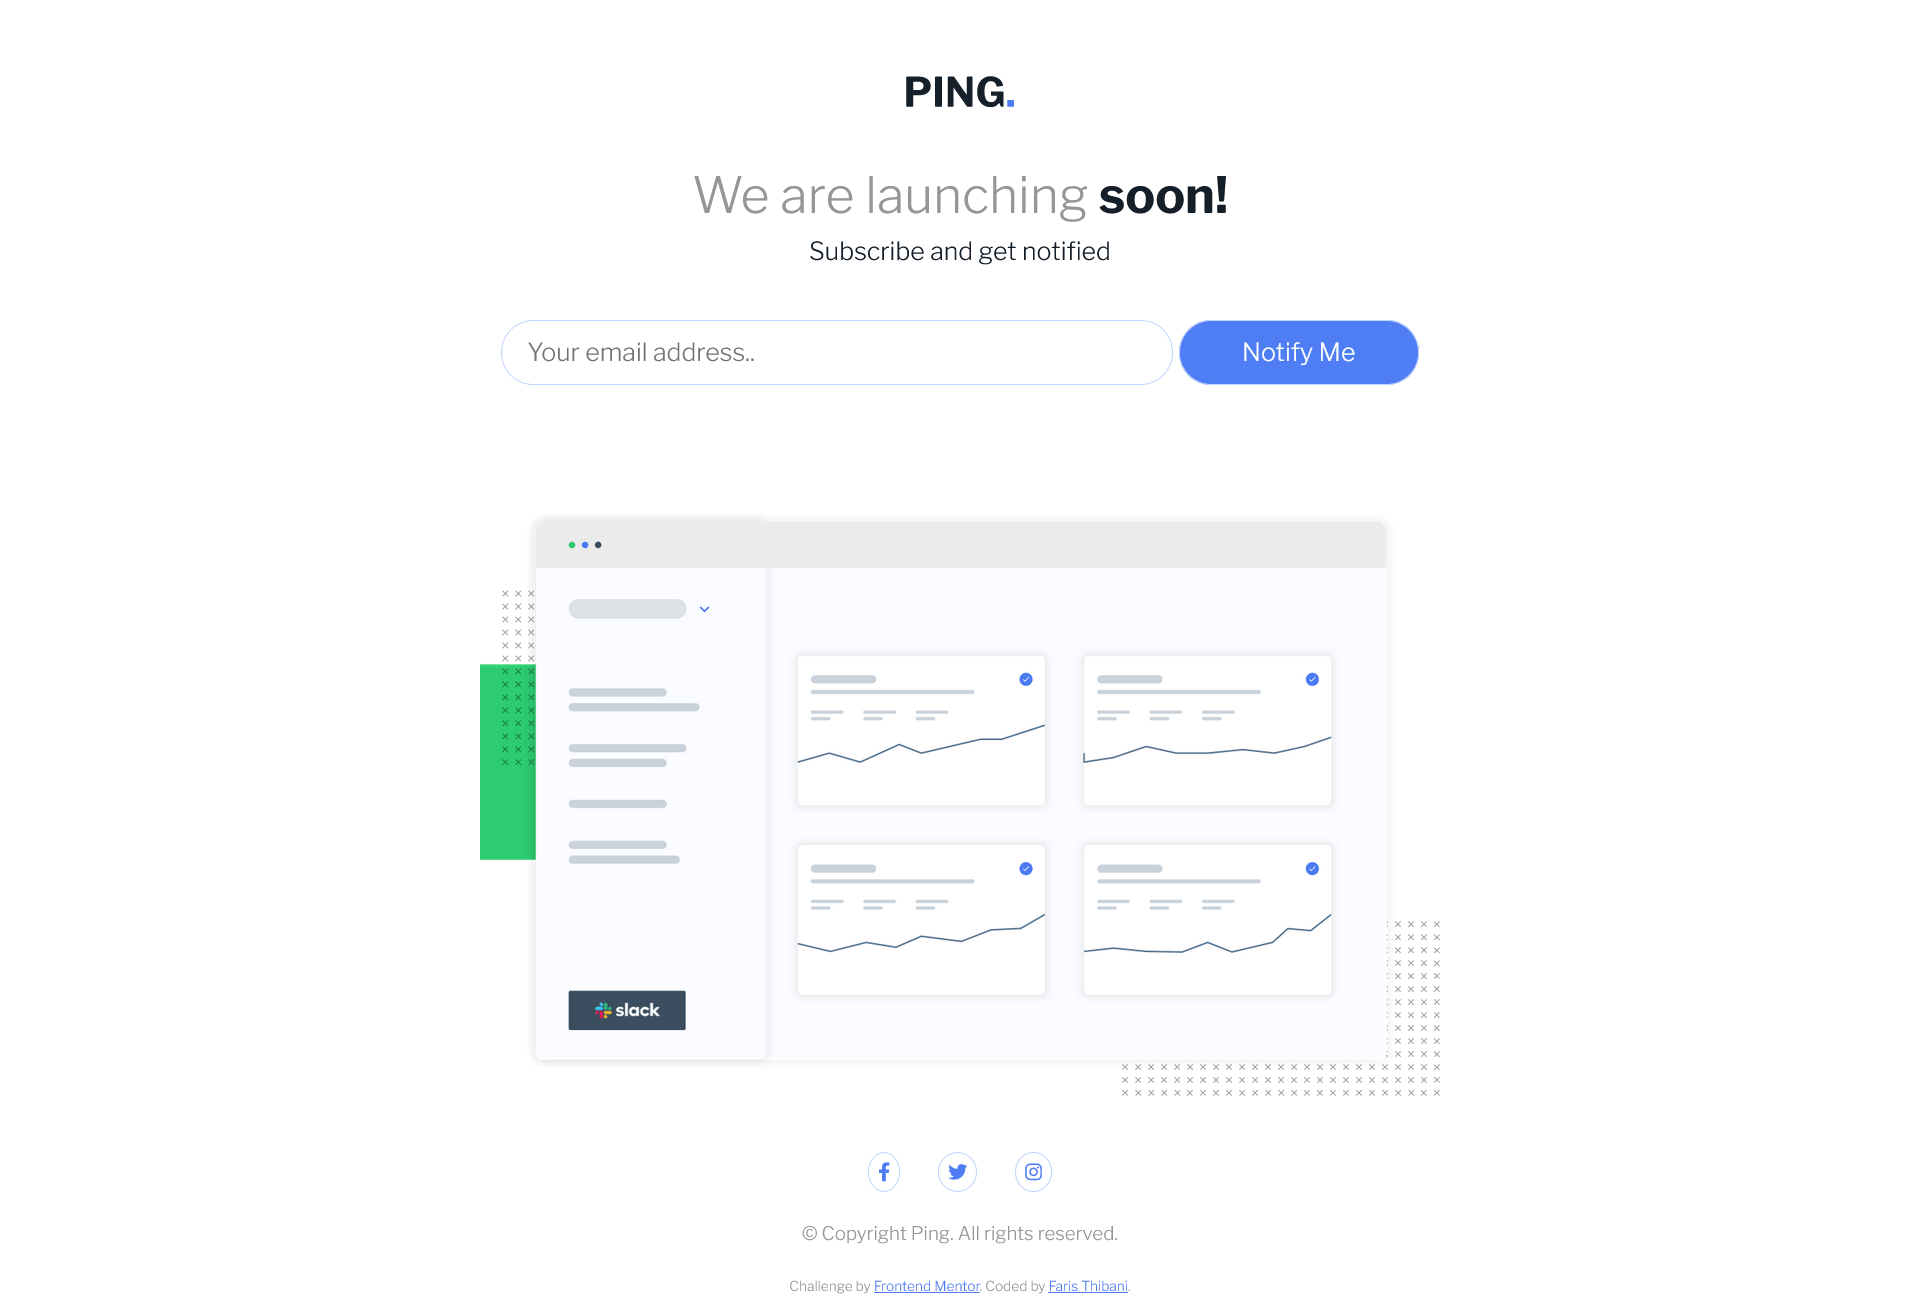 PING.
We are launching soon!
Subscribe and get notified
Your email address..
Notify Me
slack
© Copyright Ping. All rights reserved.
Challenge by Frontend Mentor. Coded by Faris Thibani.